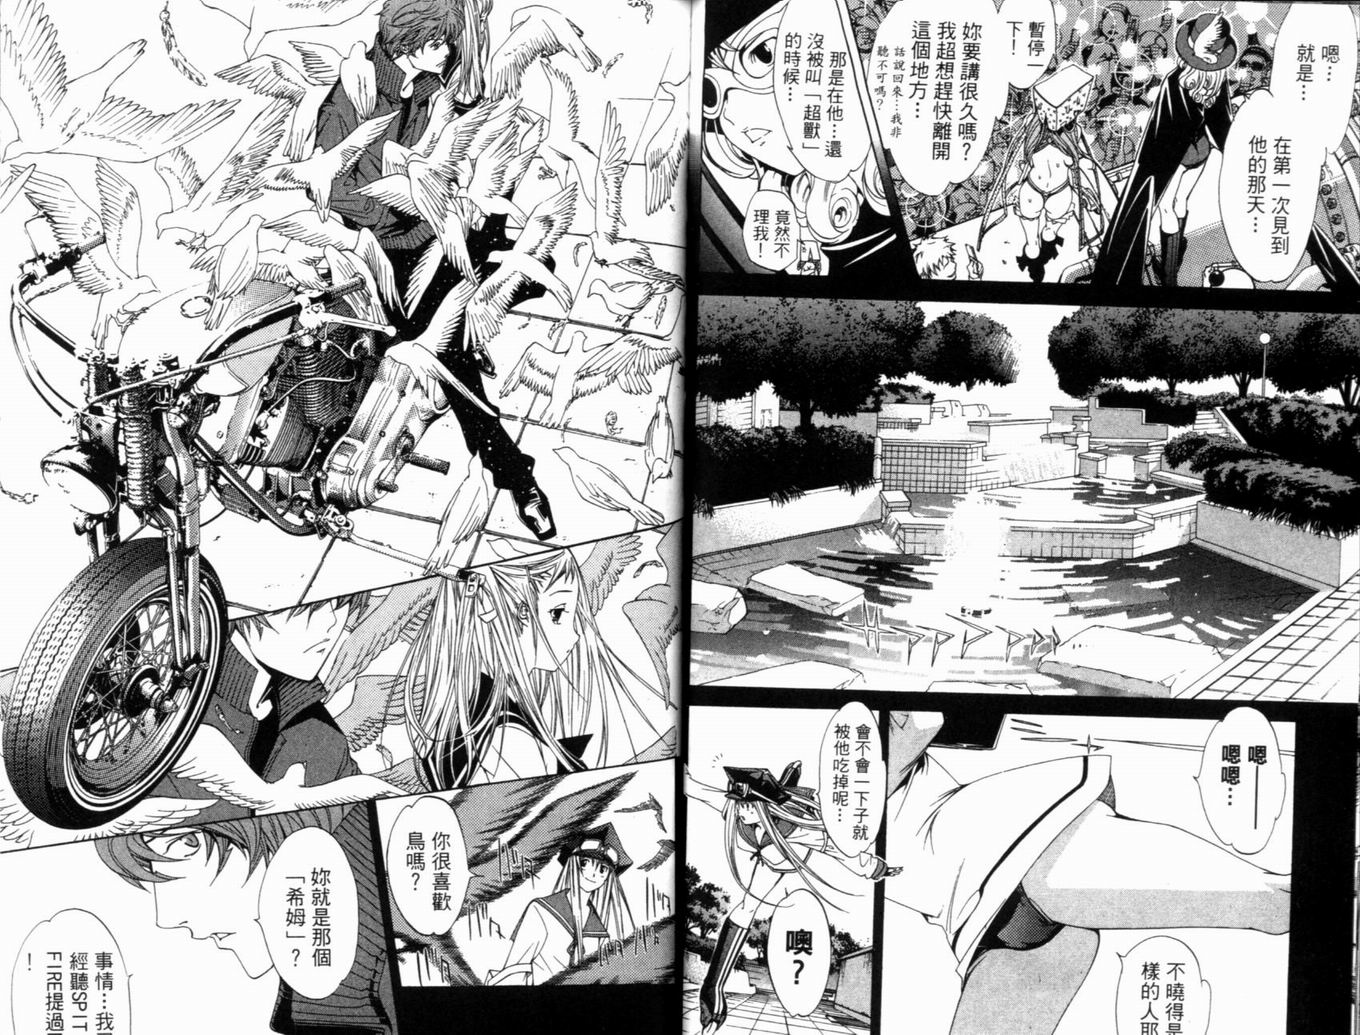 嗯…
就是…
在第一次見到
他的那天…
暫停一
下！
妳要講很久嗎？
我超想趕快離開
這個地方…
話說回來…我非
聽不可嗎？
那是在他…還
沒被叫「超獸」
的時候…
竟然不
理我！
嗯——
嗯嗯…
不曉得是
樣的人耶
會不會一下子就
被他吃掉呢…
噢？
你很喜歡
鳥嗎？
妳就是那個
「希姆」？
事情…我
經聽SPIT
FIRE提過
！